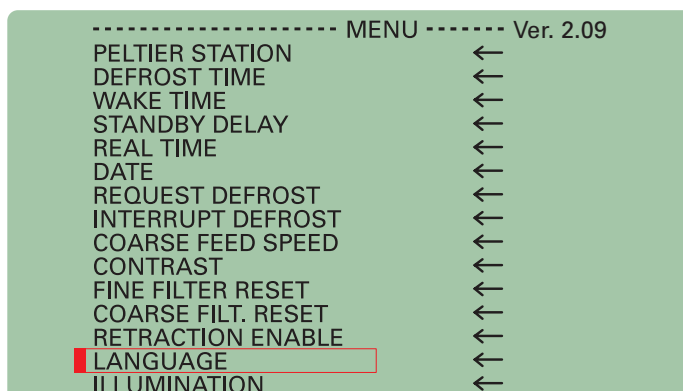 --------------------- MENU ------- Ver. 2.09
PELTIER STATION ←
DEFROST TIME ←
WAKE TIME ←
STANDBY DELAY ←
REAL TIME ←
DATE ←
REQUEST DEFROST ←
INTERRUPT DEFROST ←
COARSE FEED SPEED ←
CONTRAST ←
FINE FILTER RESET ←
COARSE FILT. RESET ←
RETRACTION ENABLE ←
LANGUAGE ←
ILLUMINATION ←